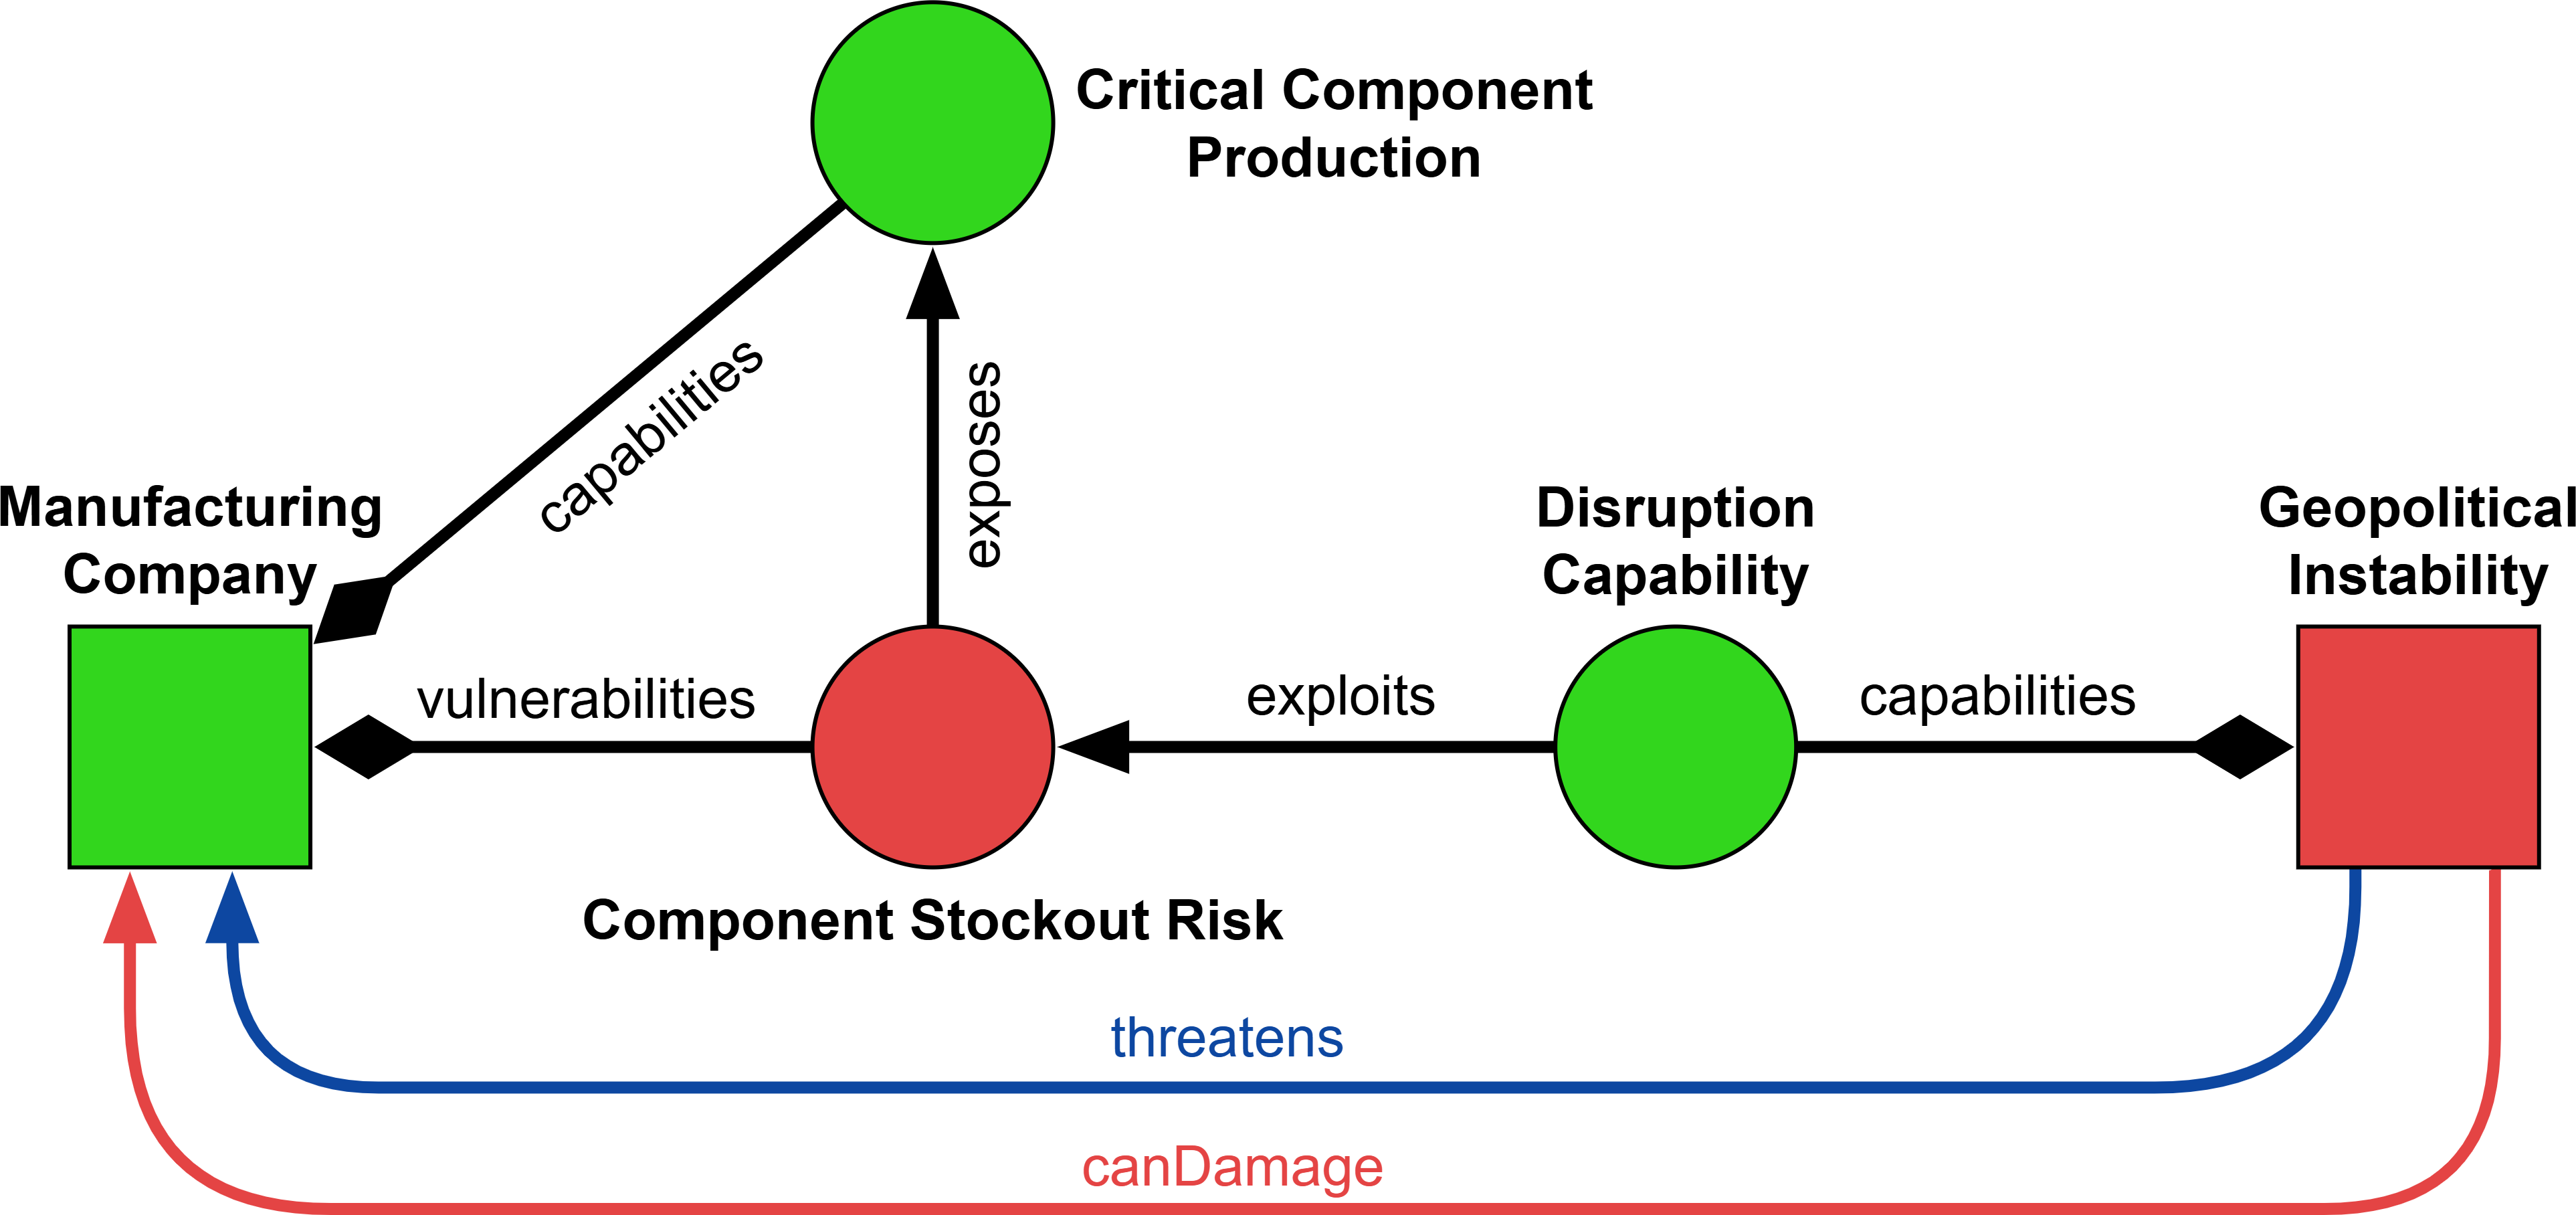 Critical Component
Production
capabilities
exposes
Manufacturing
Company
Disruption
Capability
Geopolitical
Instability
vulnerabilities
exploits
capabilities
Component Stockout Risk
threatens
canDamage